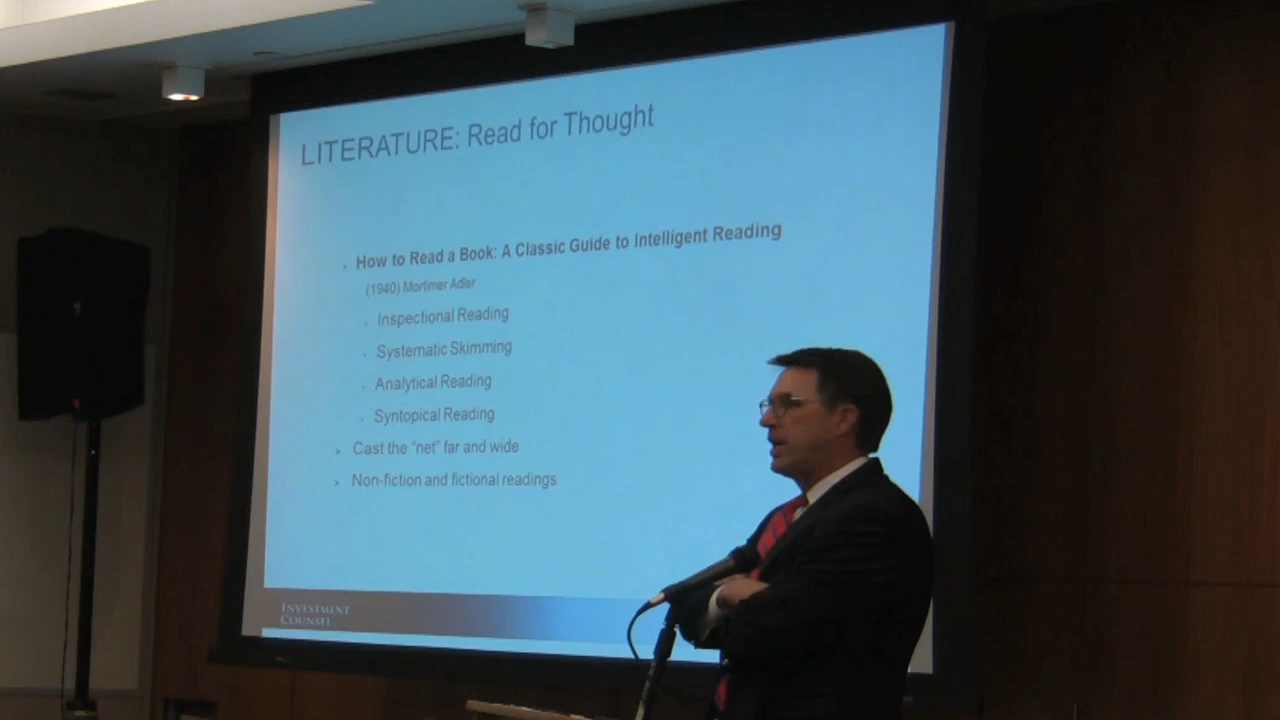 LITERATURE: Read for Thought
How to Read a Book: A Classic Guide to Intelligent Reading
(1940) Mortimer Adler
Inspectional Reading
Systematic Skimming
Analytical Reading
Syntopical Reading
Cast the "net" far and wide
Non-fiction and fictional readings
INVESTMENT
COUNSEL